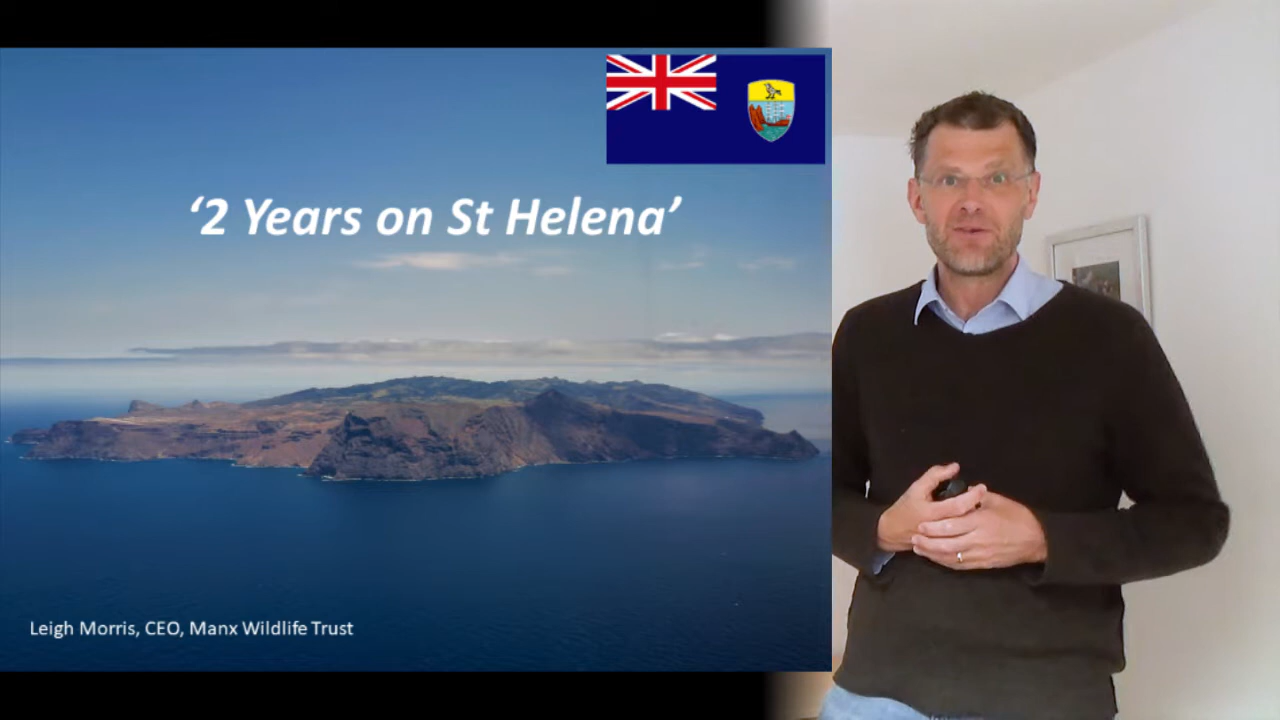 ‘2 Years on St Helena’
Leigh Morris, CEO, Manx Wildlife Trust